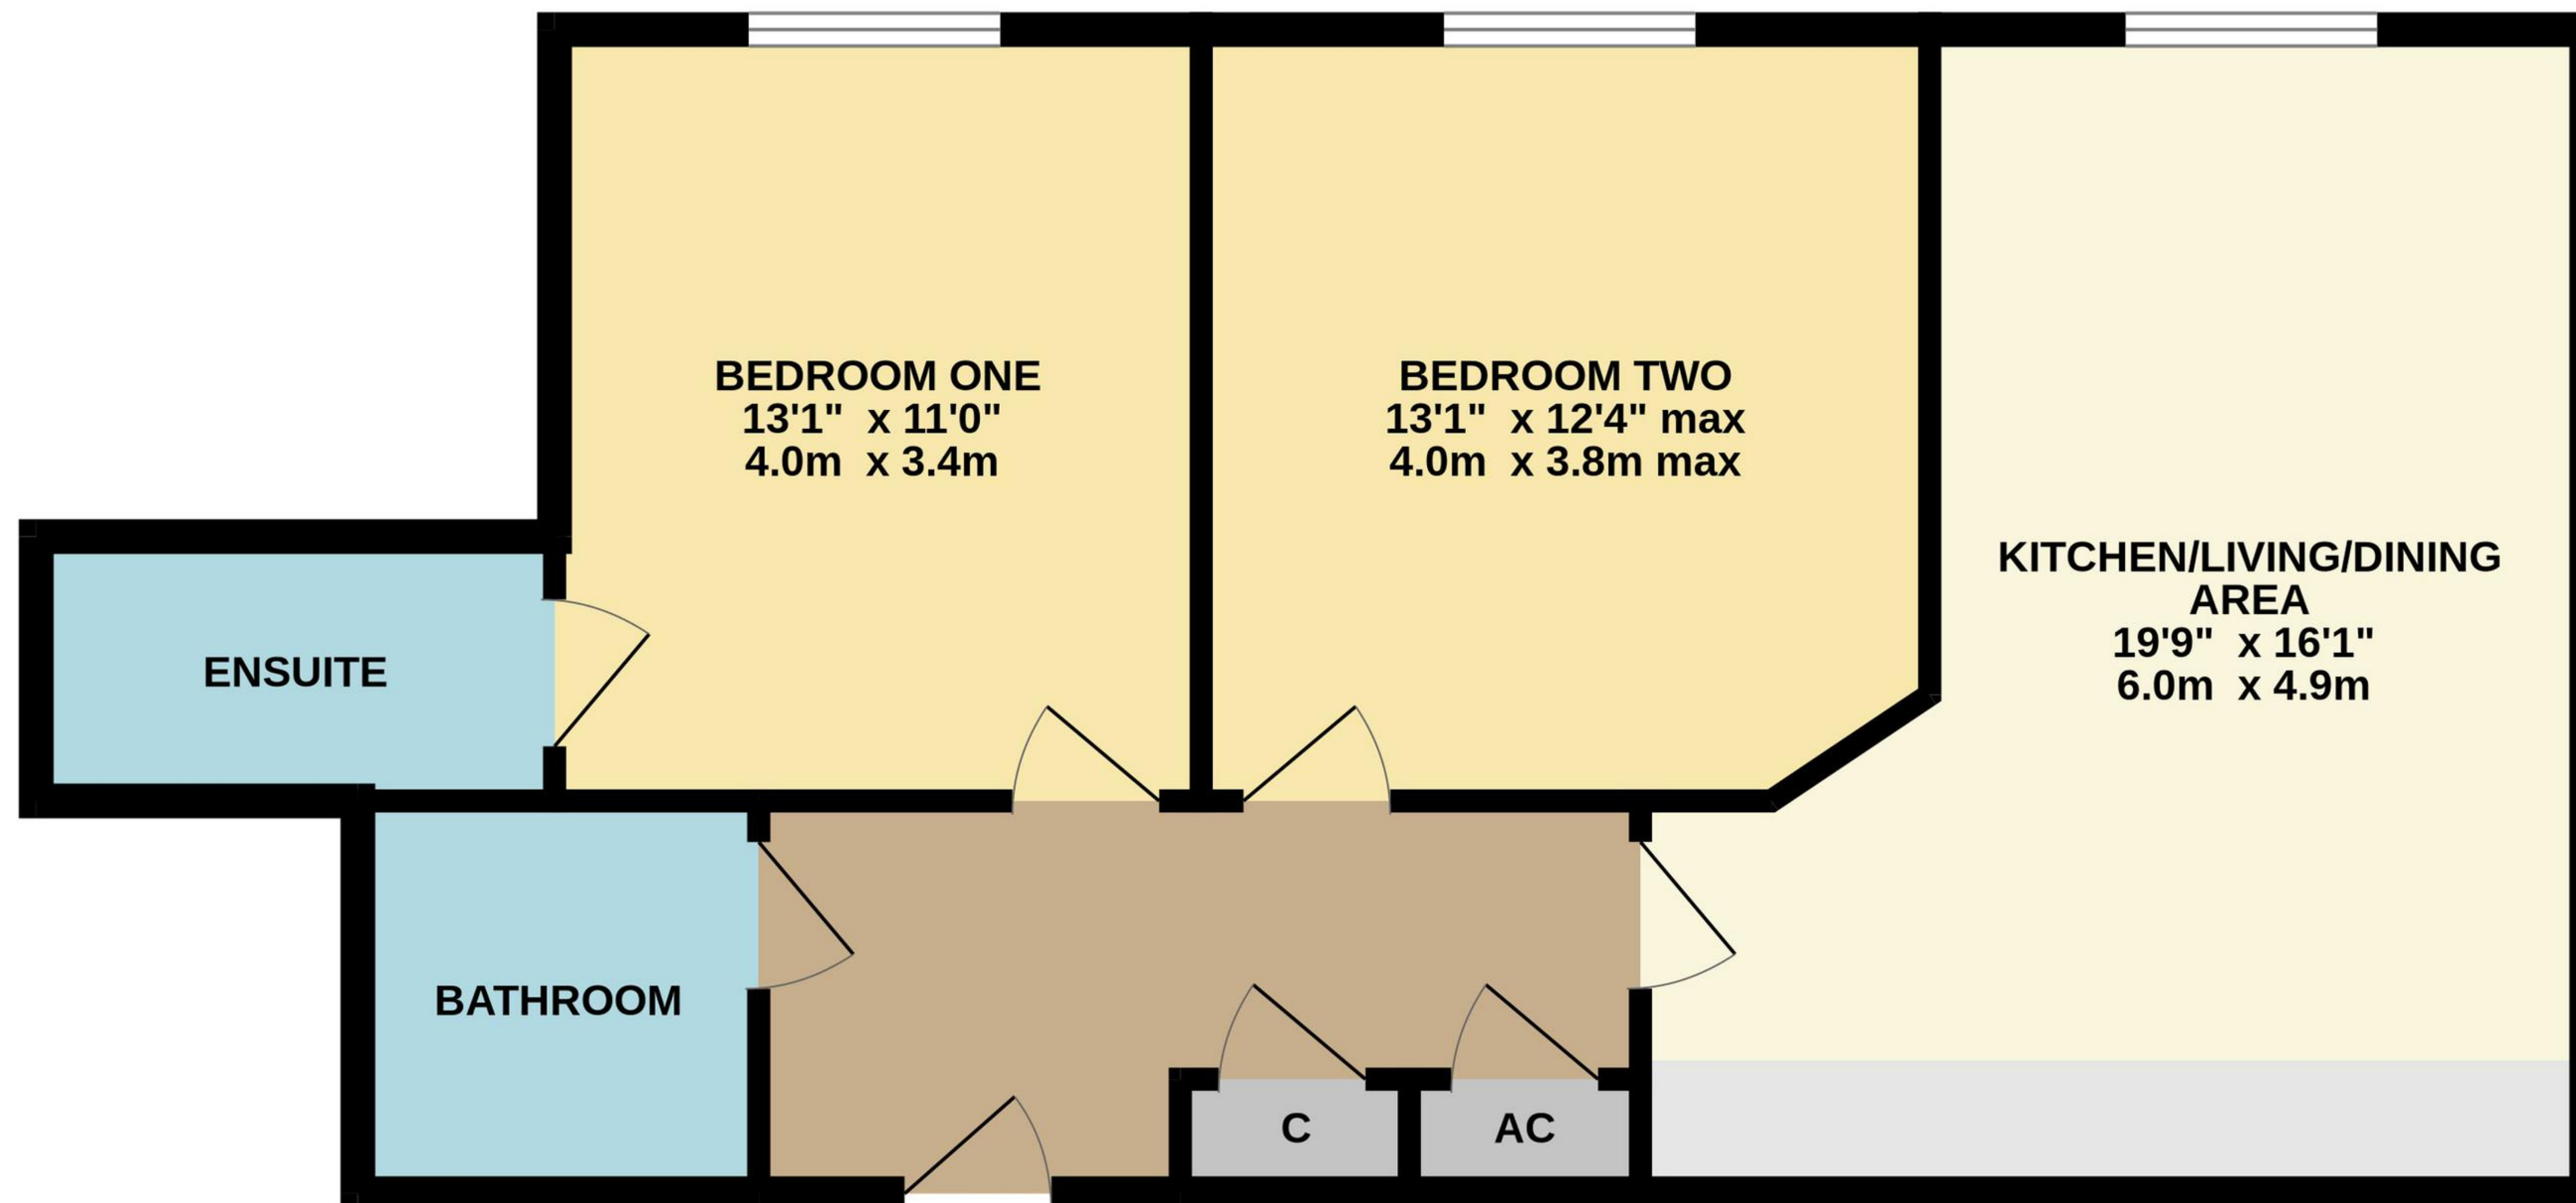 BEDROOM ONE
13'1"  x 11'0"
4.0m  x 3.4m
BEDROOM TWO
13'1"  x 12'4" max
4.0m  x 3.8m max
KITCHEN/LIVING/DINING
AREA
19'9"  x 16'1"
6.0m  x 4.9m
ENSUITE
BATHROOM
C
AC